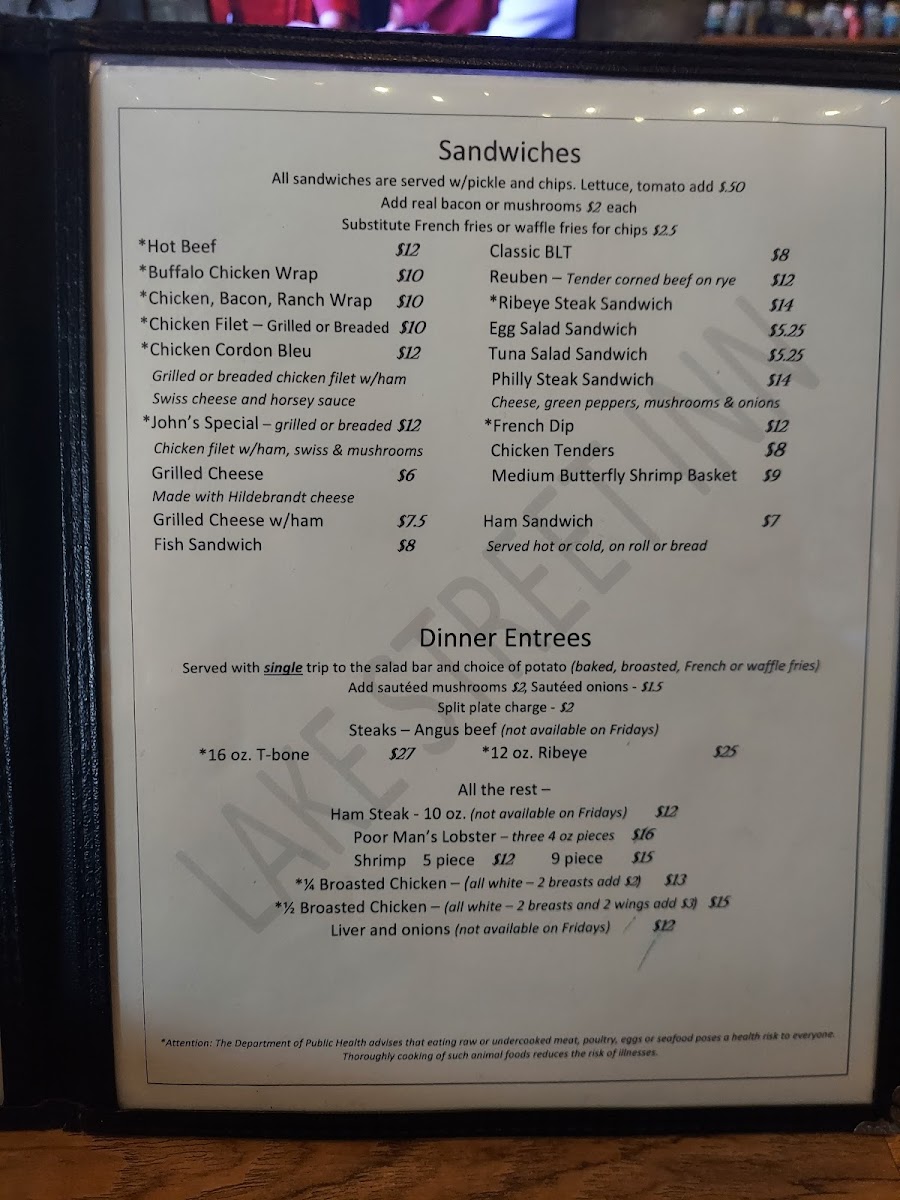 Sandwiches
All sandwiches are served w/pickle and chips. Lettuce, tomato add $.50
Add real bacon or mushrooms $2 each
Substitute French fries or waffle fries for chips $2.5
*Hot Beef $12
*Buffalo Chicken Wrap $10
*Chicken, Bacon, Ranch Wrap $10
*Chicken Filet – Grilled or Breaded $10
*Chicken Cordon Bleu $12
Grilled or breaded chicken filet w/ham
Swiss cheese and horsey sauce
*John's Special – grilled or breaded $12
Chicken filet w/ham, swiss & mushrooms
Grilled Cheese $6
Made with Hildebrandt cheese
Grilled Cheese w/ham $7.5
Fish Sandwich $8
Classic BLT $8
Reuben – Tender corned beef on rye $12
*Ribeye Steak Sandwich $14
Egg Salad Sandwich $5.25
Tuna Salad Sandwich $5.25
Philly Steak Sandwich $14
Cheese, green peppers, mushrooms & onions
*French Dip $12
Chicken Tenders $8
Medium Butterfly Shrimp Basket $9
Ham Sandwich $7
Served hot or cold, on roll or bread
LAKE STREET INN
Dinner Entrees
Served with single trip to the salad bar and choice of potato (baked, broasted, French or waffle fries)
Add sautéed mushrooms $2, Sautéed onions - $1.5
Split plate charge - $2
Steaks – Angus beef (not available on Fridays)
*16 oz. T-bone $27 *12 oz. Ribeye $25
All the rest –
Ham Steak - 10 oz. (not available on Fridays) $12
Poor Man's Lobster – three 4 oz pieces $16
Shrimp 5 piece $12 9 piece $15
*¼ Broasted Chicken – (all white – 2 breasts add $2) $13
*½ Broasted Chicken – (all white – 2 breasts and 2 wings add $3) $15
Liver and onions (not available on Fridays) $12
*Attention: The Department of Public Health advises that eating raw or undercooked meat, poultry, eggs or seafood poses a health risk to everyone.
Thoroughly cooking of such animal foods reduces the risk of illnesses.